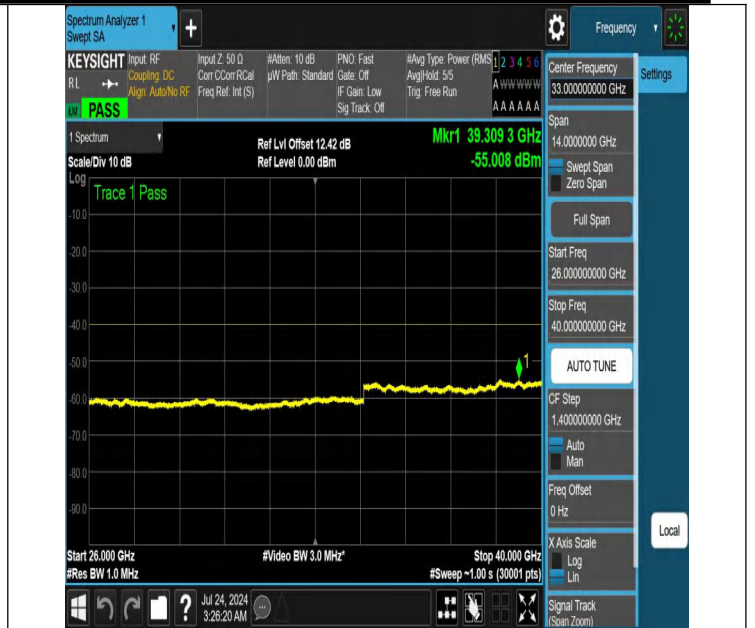 Spectrum Analyzer 1
Swept SA
+
Frequency
KEYSIGHT
RL
PASS
Input: RF
Coupling: DC
Align: Auto/No RF
Input Z: 50 Ω
Corr CCorr RCal
Freq Ref: Int (S)
#Atten: 10 dB
µW Path: Standard
PNO: Fast
Gate: Off
IF Gain: Low
Sig Track: Off
#Avg Type: Power (RMS
Avg|Hold: 5/5
Trig: Free Run
1 2 3 4 5 6
A W W W W W
A A A A A A
1 Spectrum
Scale/Div 10 dB
Ref Lvl Offset 12.42 dB
Ref Level 0.00 dBm
Mkr1 39.309 3 GHz
-55.008 dBm
Log
Trace 1 Pass
-10.0
-20.0
-30.0
-40.0
-50.0
-60.0
-70.0
-80.0
-90.0
1
Start 26.000 GHz
#Res BW 1.0 MHz
#Video BW 3.0 MHz*
Stop 40.000 GHz
#Sweep ~1.00 s (30001 pts)
Center Frequency
33.000000000 GHz
Settings
Span
14.0000000 GHz
Swept Span
Zero Span
Full Span
Start Freq
26.000000000 GHz
Stop Freq
40.000000000 GHz
AUTO TUNE
CF Step
1.400000000 GHz
Auto
Man
Freq Offset
0 Hz
X Axis Scale
Log
Lin
Local
Signal Track
(Span Zoom)
?
Jul 24, 2024
3:26:20 AM